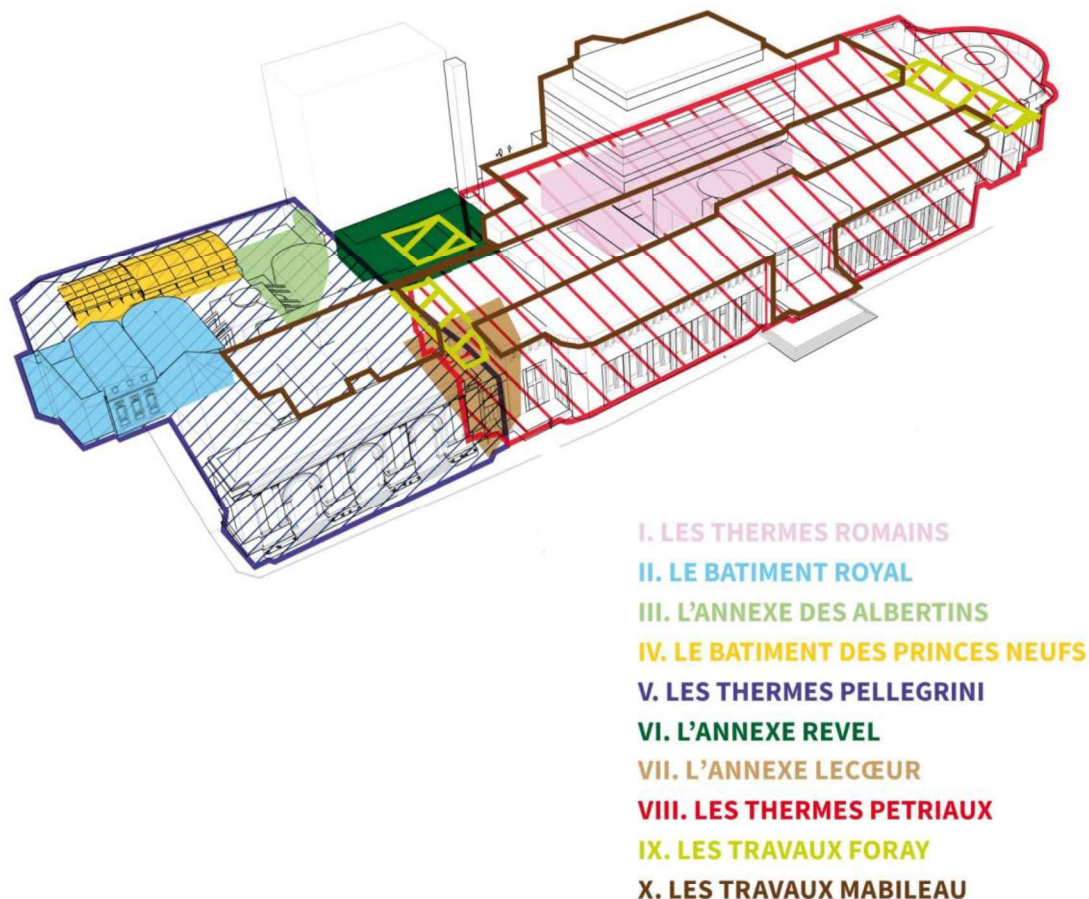 I. LES THERMES ROMAINS
II. LE BATIMENT ROYAL
III. L'ANNEXE DES ALBERTINS
IV. LE BATIMENT DES PRINCES NEUFS
V. LES THERMES PELLEGRINI
VI. L'ANNEXE REVEL
VII. L'ANNEXE LECŒUR
VIII. LES THERMES PETRIAUX
IX. LES TRAVAUX FORAY
X. LES TRAVAUX MABILEAU